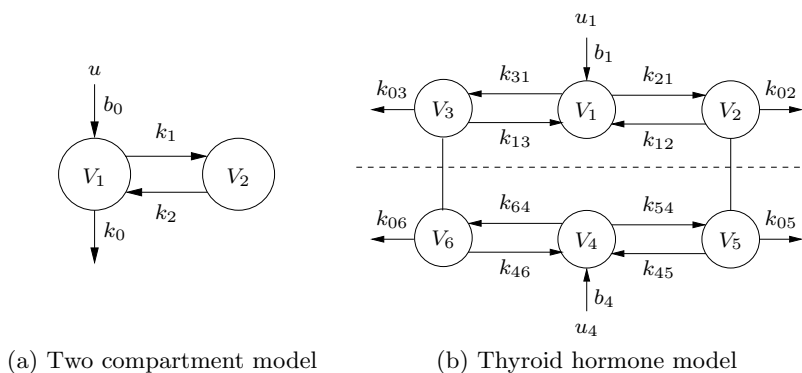 u
b₀
k₁
V₁
V₂
k₂
k₀
(a) Two compartment model
u₁
b₁
k₀₃
k₃₁
k₂₁
k₀₂
V₃
V₁
V₂
k₁₃
k₁₂
k₀₆
k₆₄
k₅₄
k₀₅
V₆
V₄
V₅
k₄₆
k₄₅
b₄
u₄
(b) Thyroid hormone model